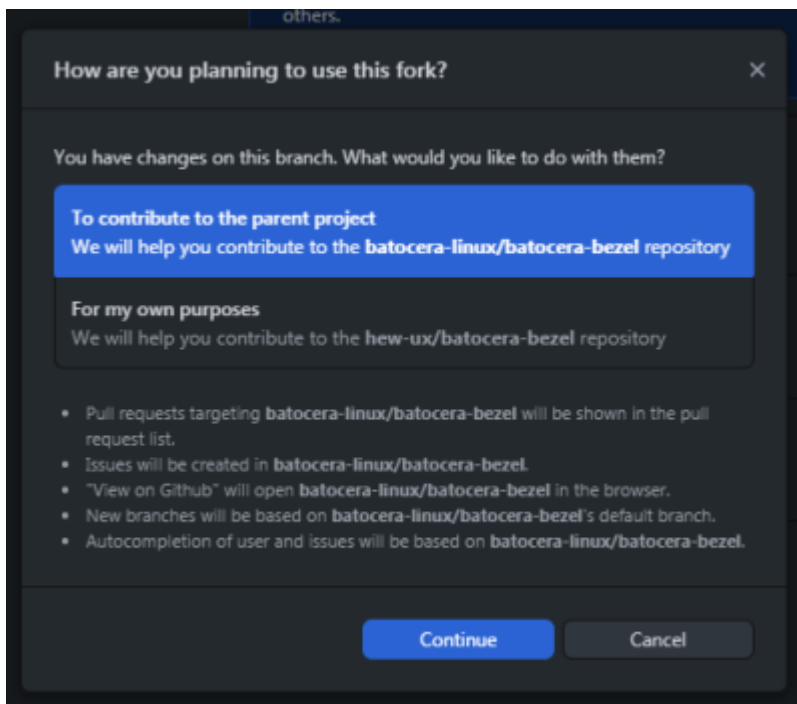 others.
How are you planning to use this fork?
You have changes on this branch. What would you like to do with them?
To contribute to the parent project
We will help you contribute to the batocera-linux/batocera-bezel repository
For my own purposes
We will help you contribute to the hew-ux/batocera-bezel repository
• Pull requests targeting batocera-linux/batocera-bezel will be shown in the pull
request list.
• Issues will be created in batocera-linux/batocera-bezel.
• "View on Github" will open batocera-linux/batocera-bezel in the browser.
• New branches will be based on batocera-linux/batocera-bezel's default branch.
• Autocompletion of user and issues will be based on batocera-linux/batocera-bezel.
Continue Cancel